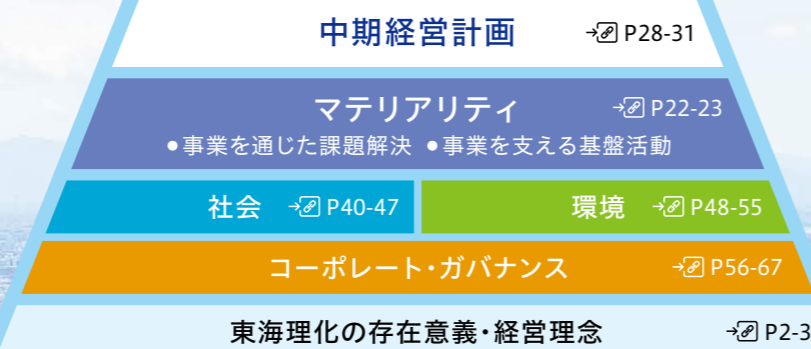 中期経営計画 → P28-31
マテリアリティ → P22-23
●事業を通じた課題解決 ●事業を支える基盤活動
社会 → P40-47 環境 → P48-55
コーポレート・ガバナンス → P56-67
東海理化の存在意義・経営理念 → P2-3